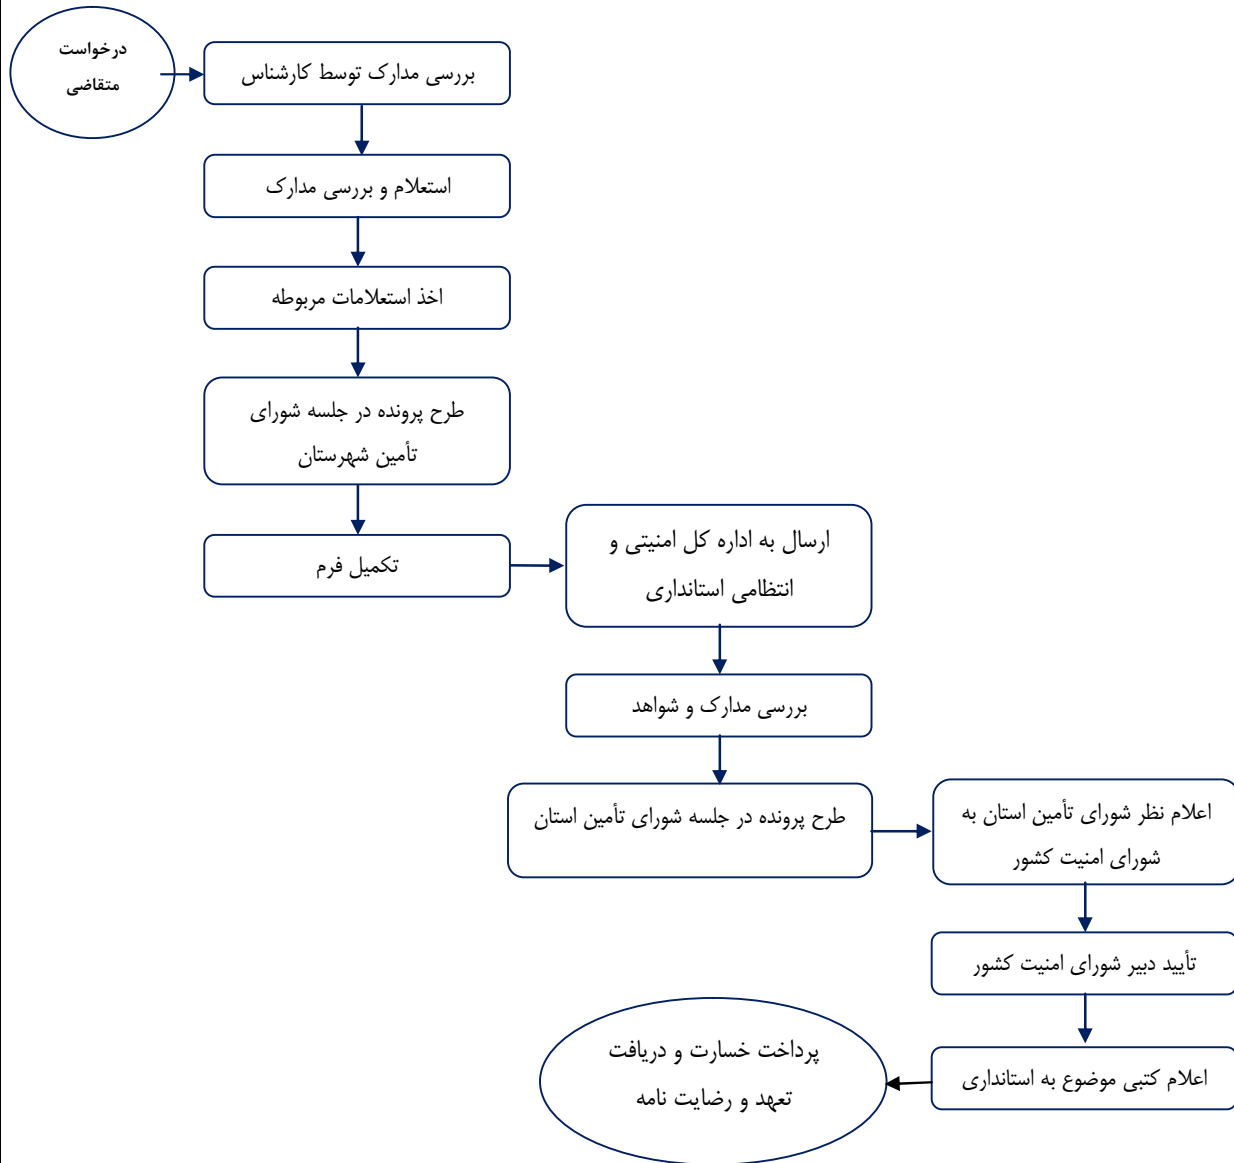 درخواست
متقاضی
بررسی مدارک توسط کارشناس
استعلام و بررسی مدارک
اخذ استعلامات مربوطه
طرح پرونده در جلسه شورای
تأمین شهرستان
تکمیل فرم
ارسال به اداره کل امنیتی و
انتظامی استانداری
بررسی مدارک و شواهد
طرح پرونده در جلسه شورای تأمین استان
اعلام نظر شورای تأمین استان به
شورای امنیت کشور
تأیید دبیر شورای امنیت کشور
اعلام کتبی موضوع به استانداری
پرداخت خسارت و دریافت
تعهد و رضایت نامه